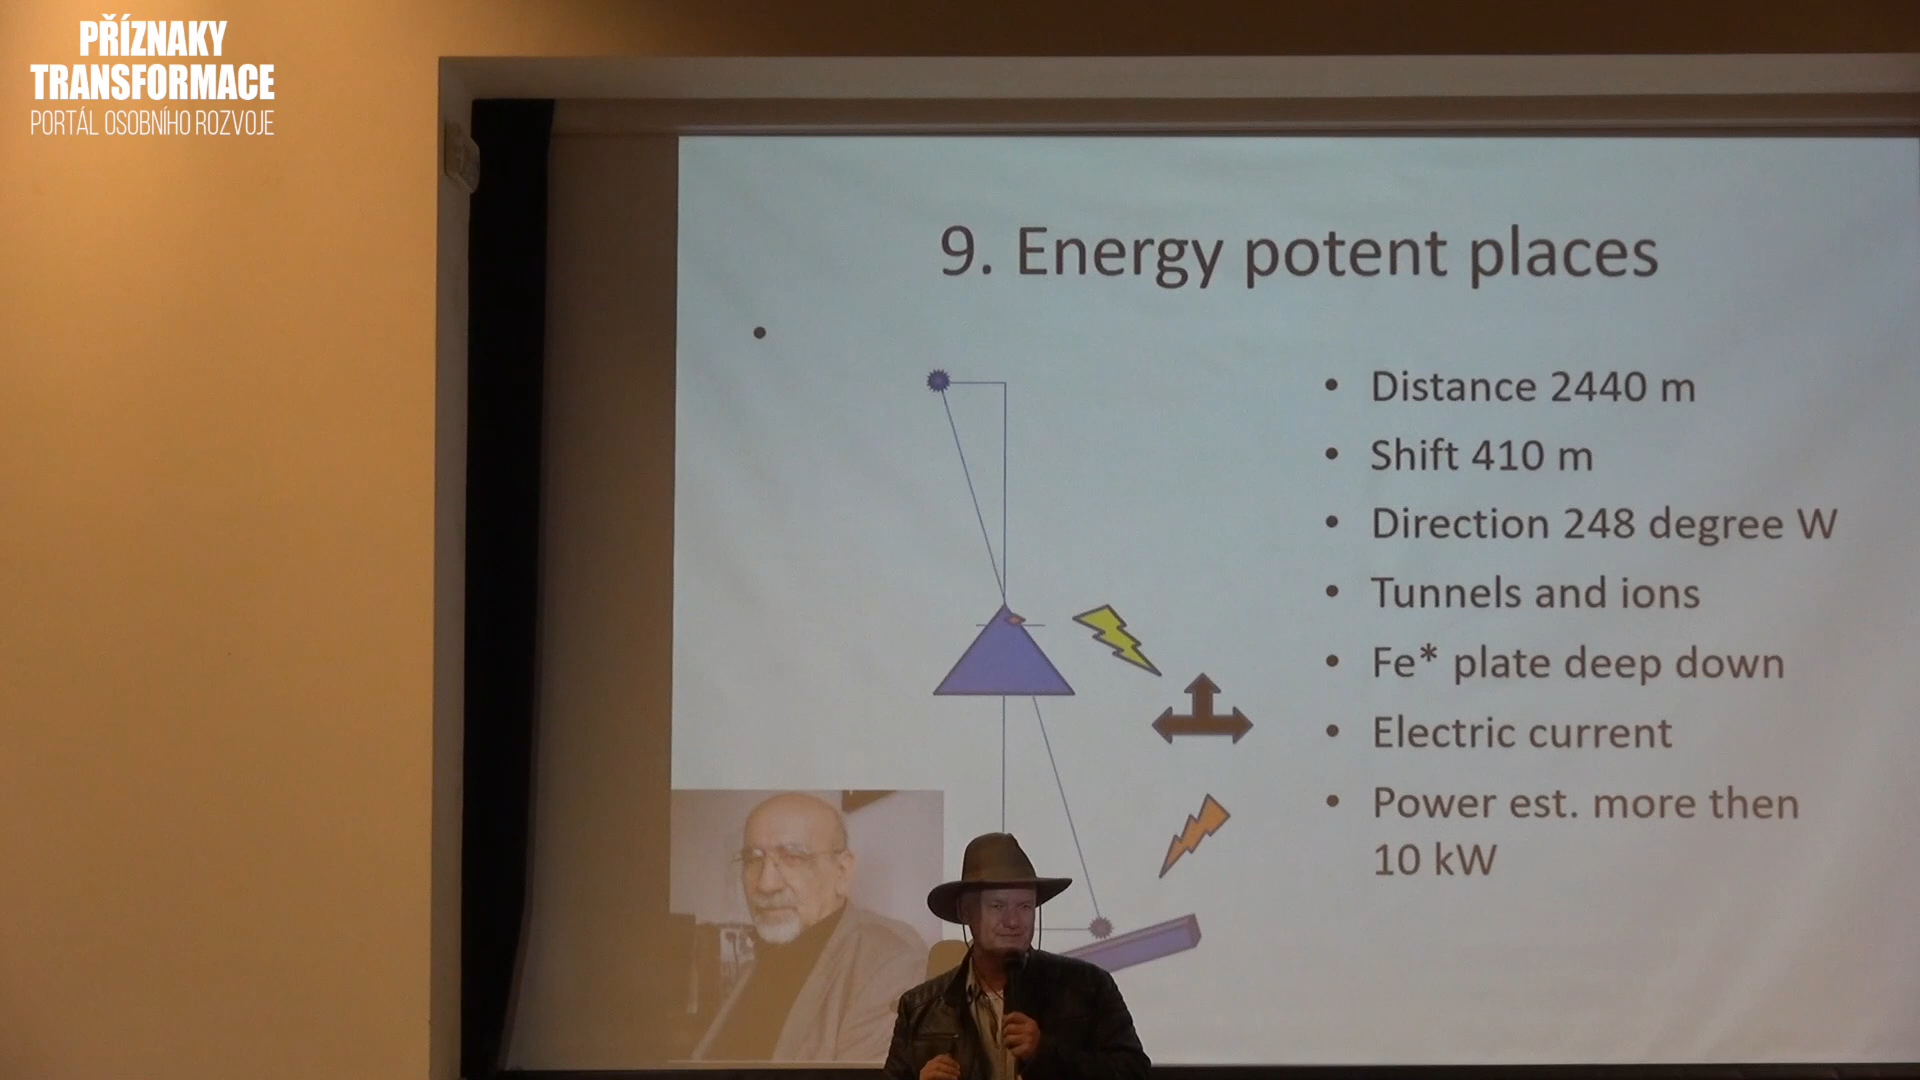 PŘÍZNAKY
TRANSFORMACE
PORTÁL OSOBNÍHO ROZVOJE
9. Energy potent places
• Distance 2440 m
• Shift 410 m
• Direction 248 degree W
• Tunnels and ions
• Fe* plate deep down
• Electric current
• Power est. more then
10 kW